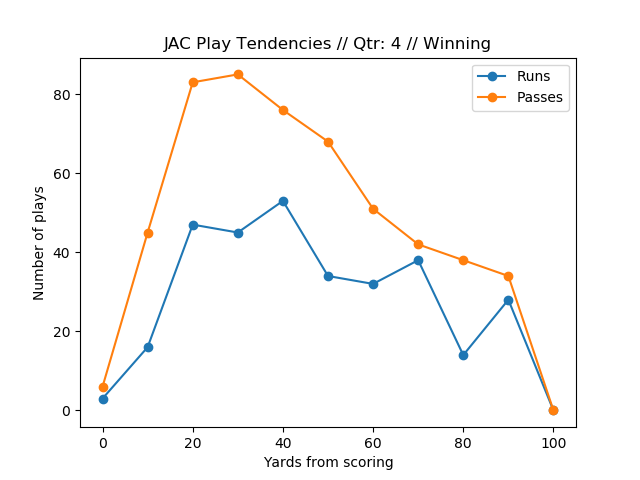 JAC Play Tendencies // Qtr: 4 // Winning
Runs
Passes
Number of plays
80
60
40
20
0
0 20 40 60 80 100
Yards from scoring